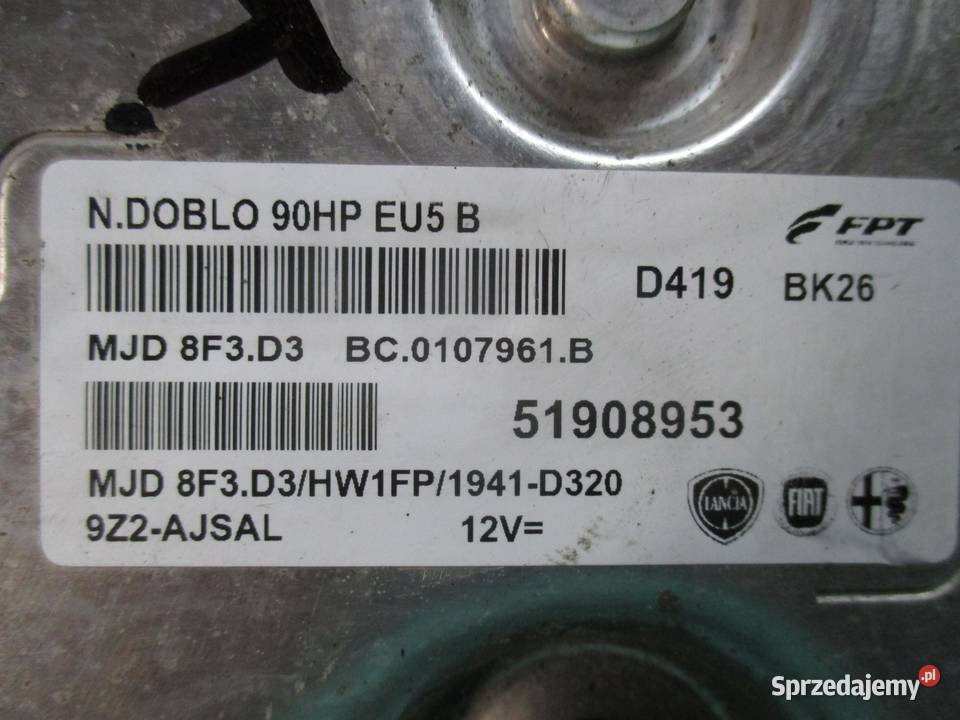 N.DOBLO 90HP EU5 B
FPT
D419 BK26
MJD 8F3.D3 BC.0107961.B
51908953
MJD 8F3.D3/HW1FP/1941-D320
LANCIA FIAT
9Z2-AJSAL 12V=
Sprzedajemy.pl